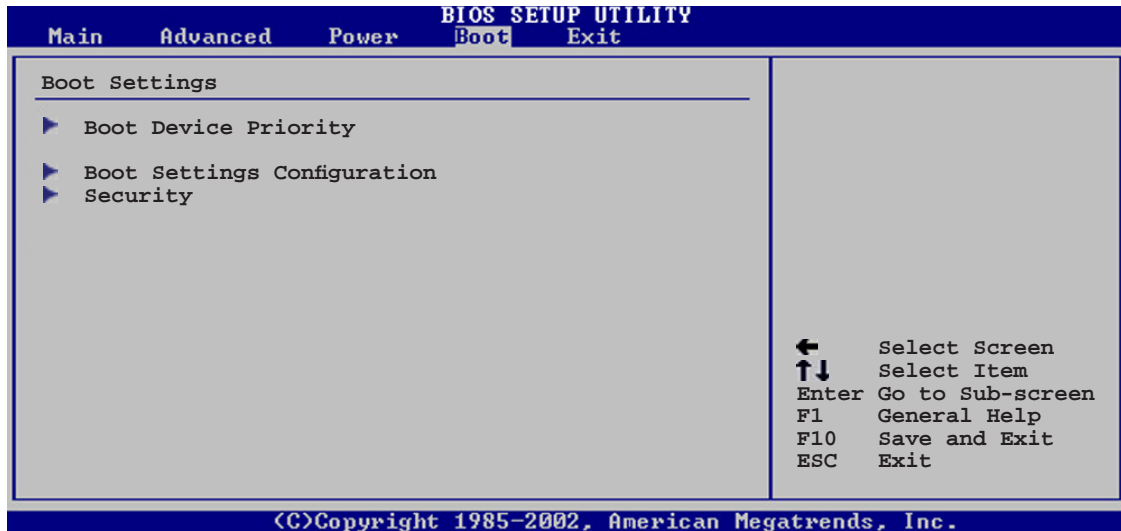 BIOS SETUP UTILITY
Main Advanced Power Boot Exit
Boot Settings
Boot Device Priority
Boot Settings Configuration
Security
← Select Screen
↑↓ Select Item
Enter Go to Sub-screen
F1 General Help
F10 Save and Exit
ESC Exit
(C)Copyright 1985-2002, American Megatrends, Inc.